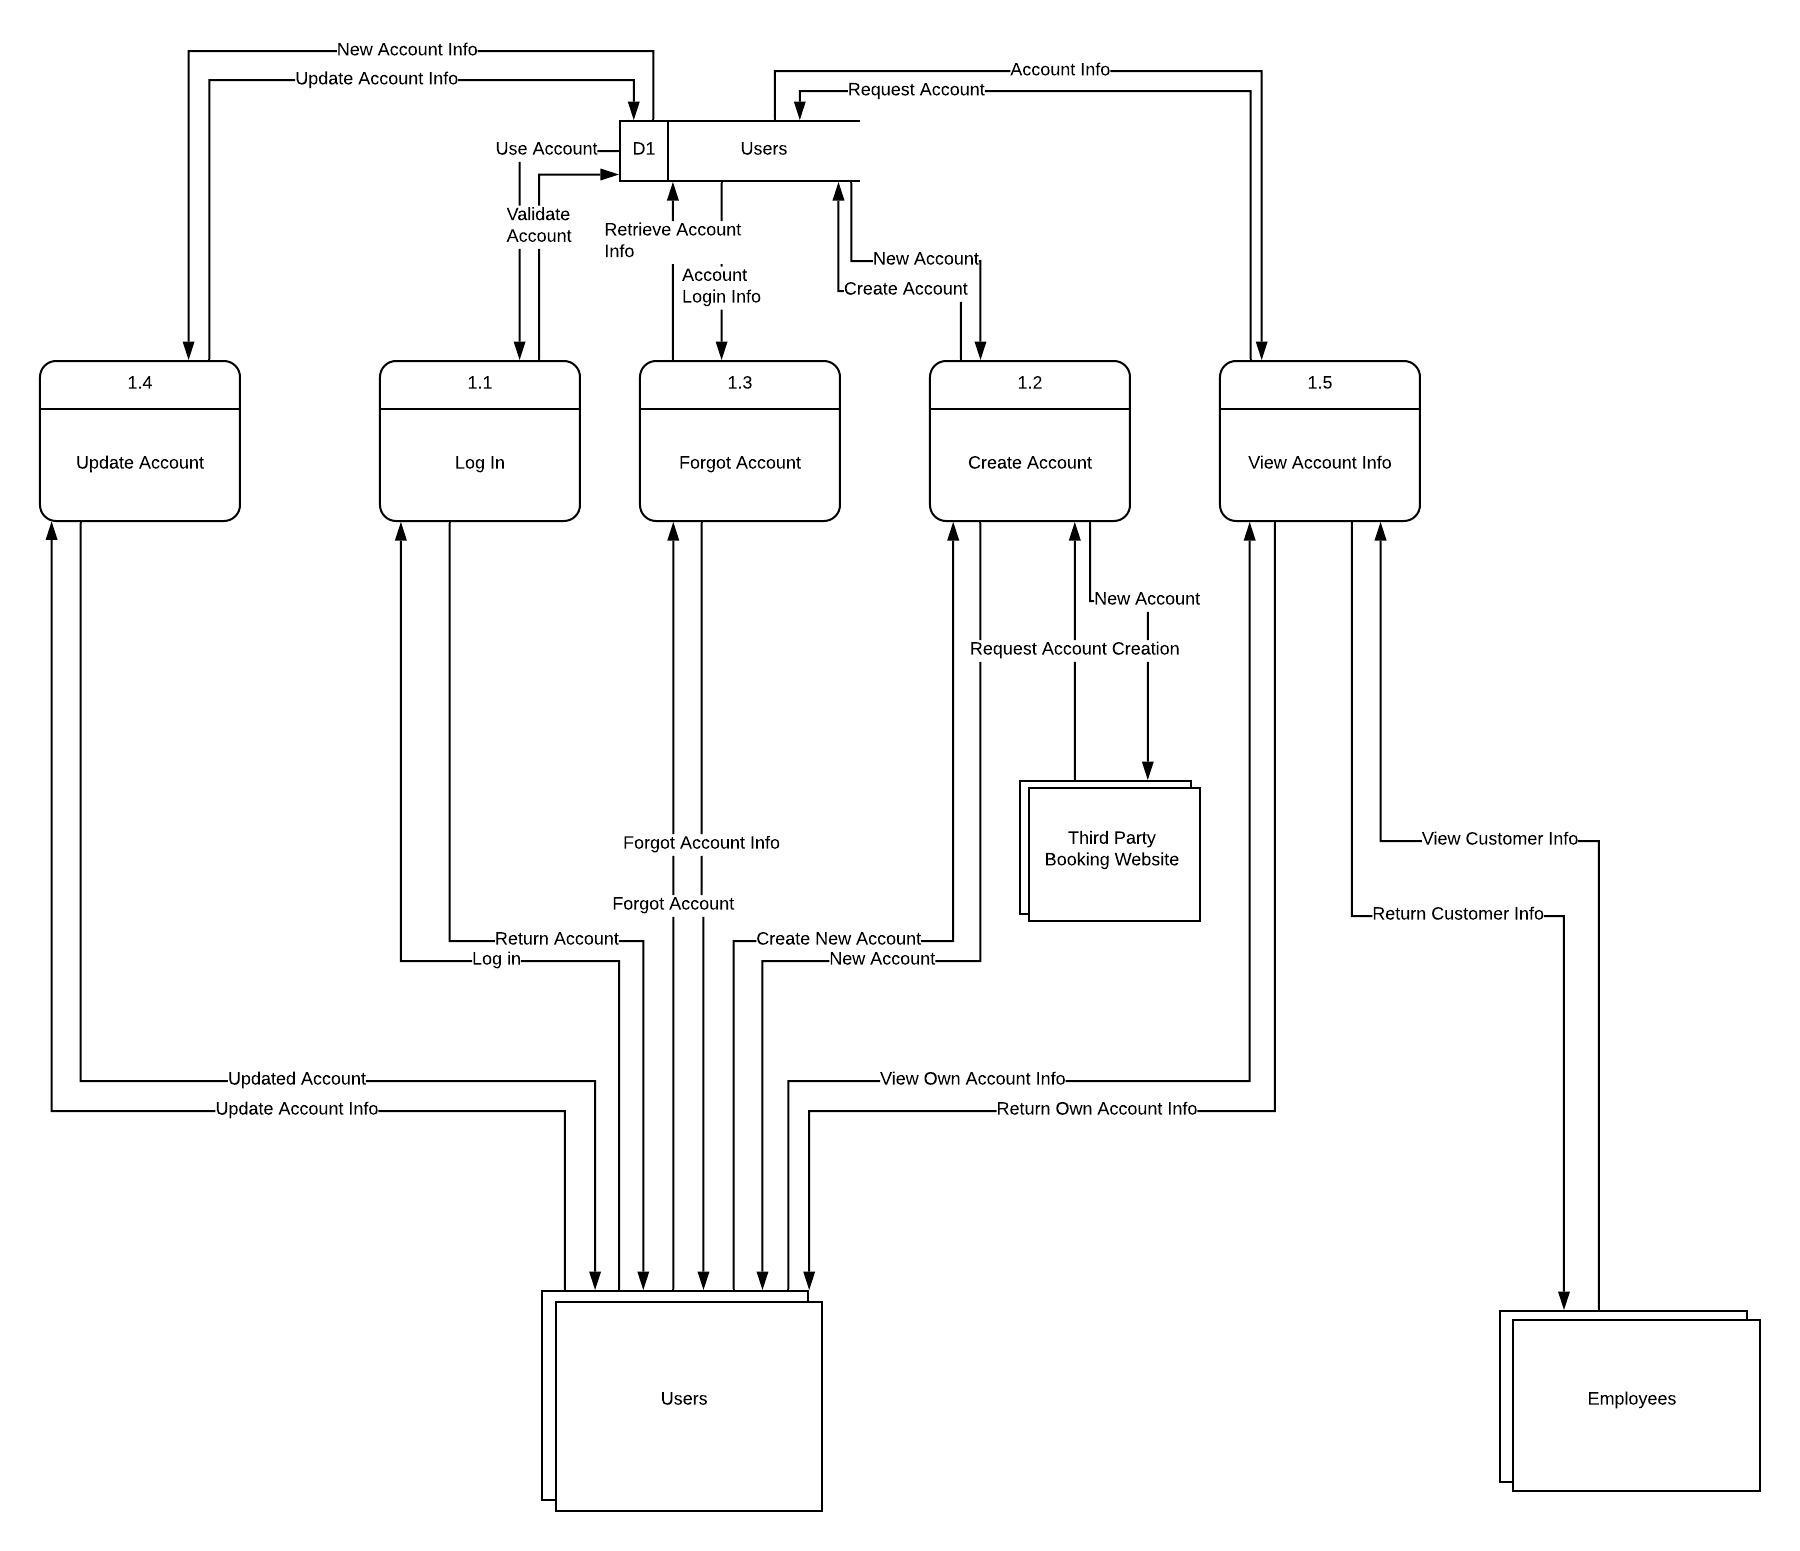 New Account Info
Account Info
Update Account Info
Request Account
Use Account
D1
Users
Validate
Account
Retrieve Account
Info
New Account
Account
Login Info
Create Account
1.4
1.1
1.3
1.2
1.5
Update Account
Log In
Forgot Account
Create Account
View Account Info
New Account
Request Account Creation
Third Party
Booking Website
Forgot Account Info
View Customer Info
Forgot Account
Return Customer Info
Return Account
Create New Account
Log in
New Account
Updated Account
View Own Account Info
Update Account Info
Return Own Account Info
Users
Employees